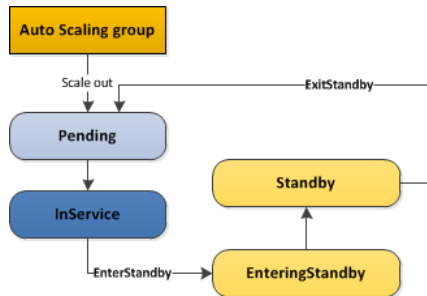 Auto Scaling group
Scale out
ExitStandby
Pending
Standby
InService
EnterStandby
EnteringStandby